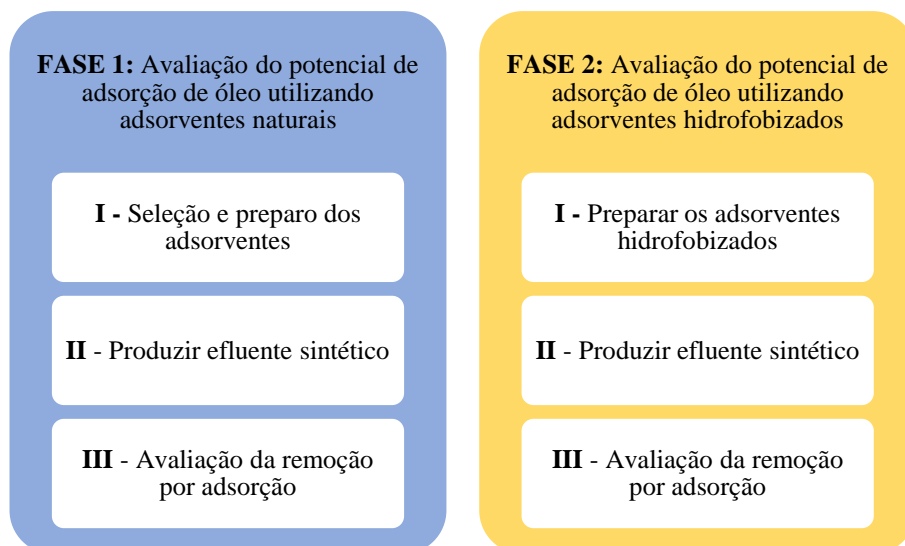 FASE 1: Avaliação do potencial de
adsorção de óleo utilizando
adsorventes naturais
I - Seleção e preparo dos
adsorventes
II - Produzir efluente sintético
III - Avaliação da remoção
por adsorção
FASE 2: Avaliação do potencial de
adsorção de óleo utilizando
adsorventes hidrofobizados
I - Preparar os adsorventes
hidrofobizados
II - Produzir efluente sintético
III - Avaliação da remoção
por adsorção